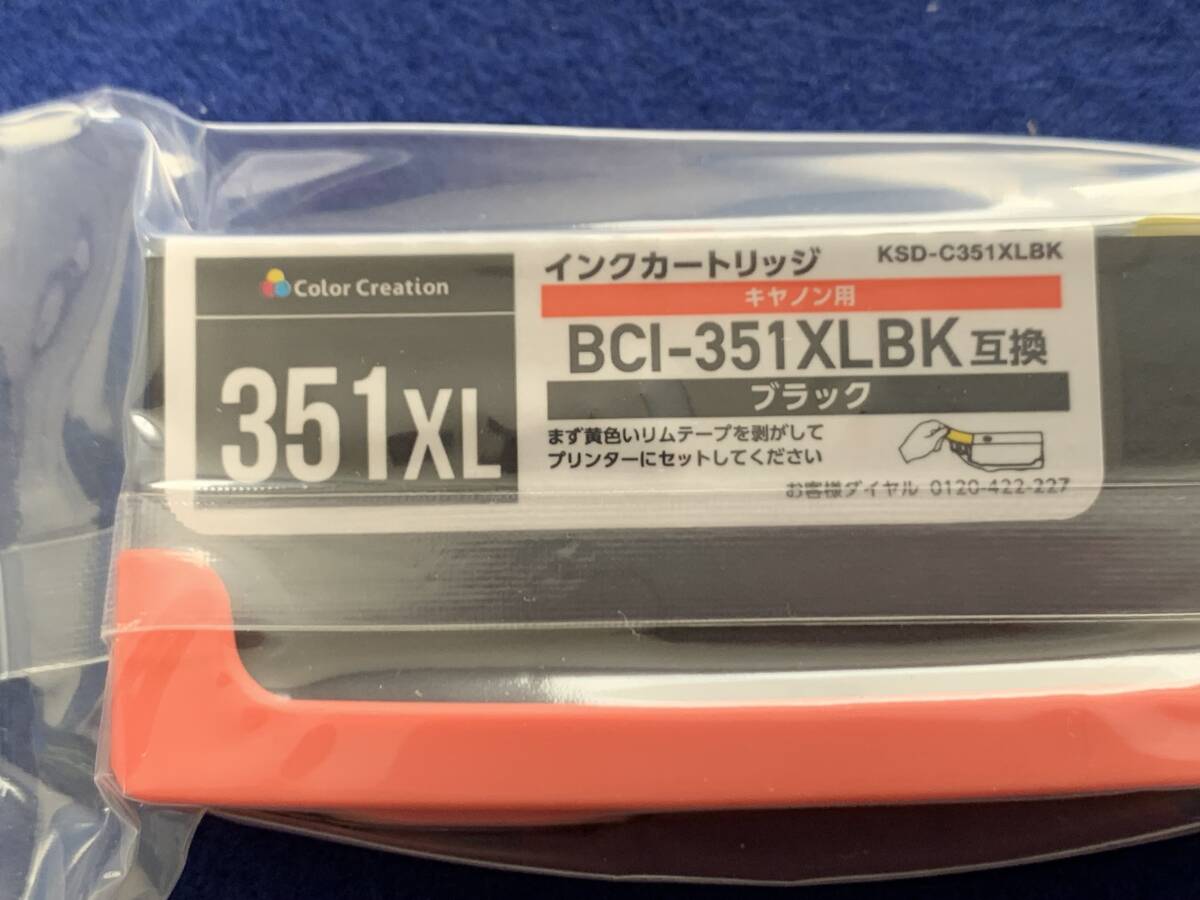 Color Creation
351XL
インクカートリッジ
KSD-C351XLBK
キヤノン用
BCI-351XLBK互換
ブラック
まず黄色いリムテープを剥がして
プリンターにセットしてください
お客様ダイヤル 0120-422-227